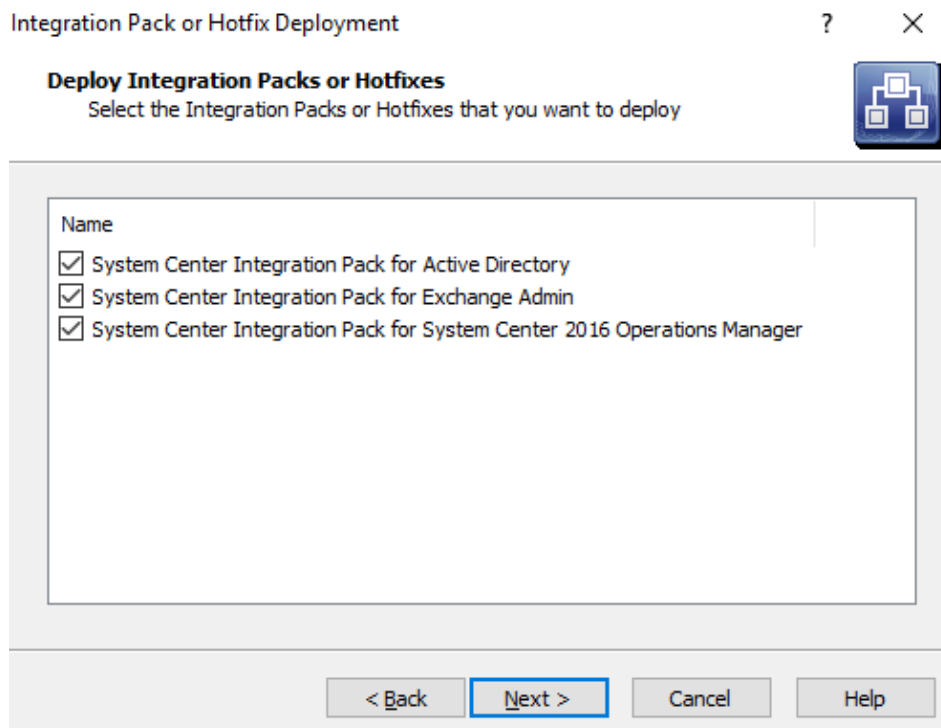 Integration Pack or Hotfix Deployment
?
Deploy Integration Packs or Hotfixes
Select the Integration Packs or Hotfixes that you want to deploy
Name
System Center Integration Pack for Active Directory
System Center Integration Pack for Exchange Admin
System Center Integration Pack for System Center 2016 Operations Manager
< Back
Next >
Cancel
Help